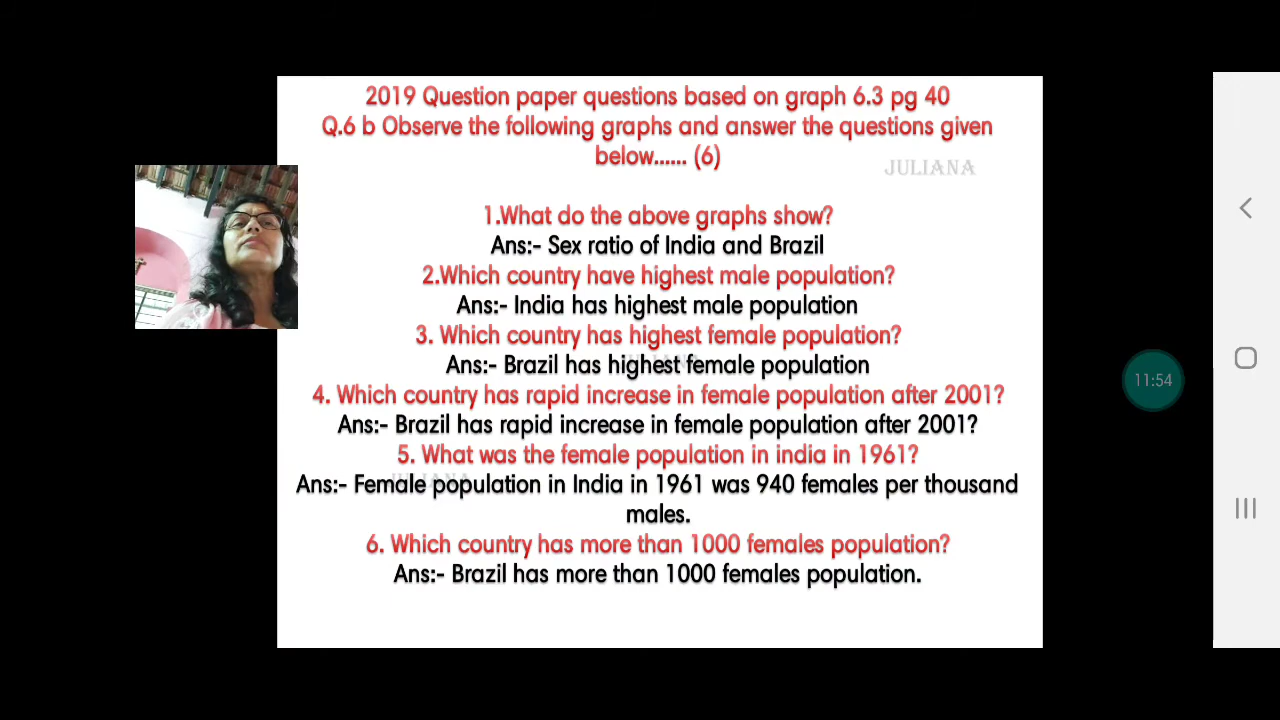 2019 Question paper questions based on graph 6.3 pg 40
Q.6 b Observe the following graphs and answer the questions given
below...... (6)
JULIANA
1.What do the above graphs show?
Ans:- Sex ratio of India and Brazil
2.Which country have highest male population?
Ans:- India has highest male population
3. Which country has highest female population?
JULIANA
Ans:- Brazil has highest female population
4. Which country has rapid increase in female population after 2001?
Ans:- Brazil has rapid increase in female population after 2001?
5. What was the female population in india in 1961?
JULIANA
Ans:- Female population in India in 1961 was 940 females per thousand
males.
6. Which country has more than 1000 females population?
Ans:- Brazil has more than 1000 females population.
11:54